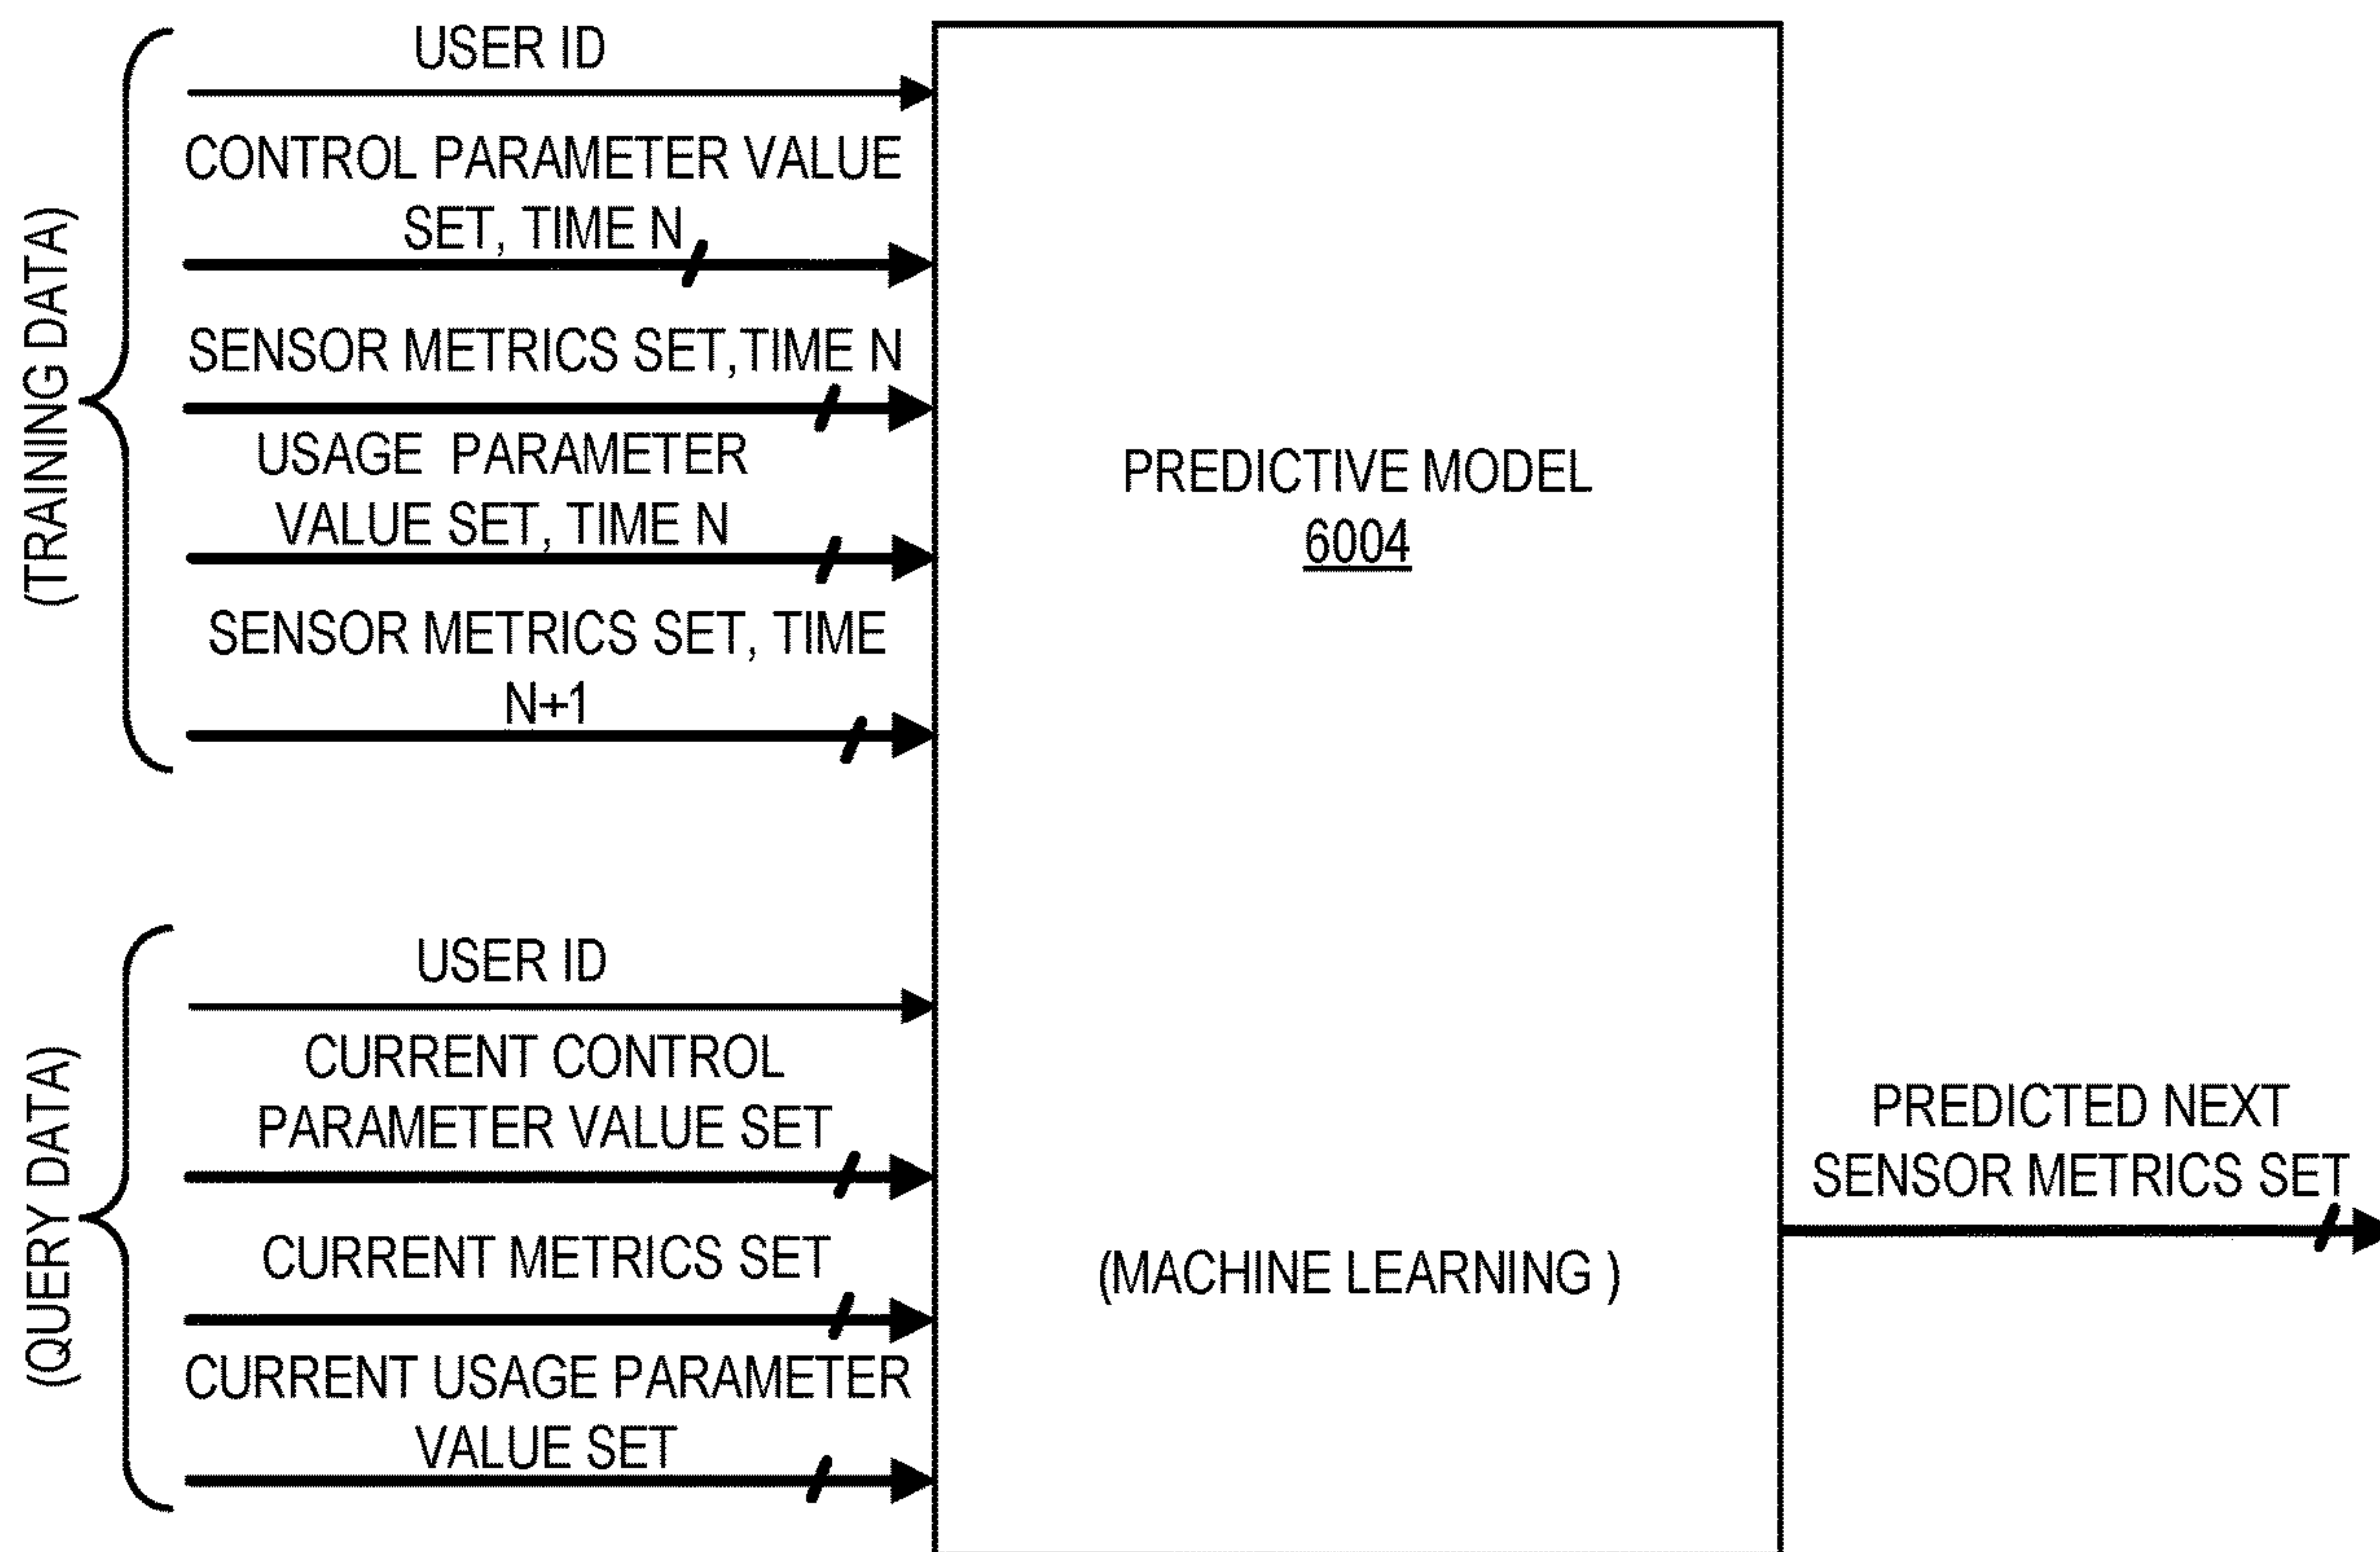 (TRAINING DATA)
USER ID
CONTROL PARAMETER VALUE
SET, TIME N
SENSOR METRICS SET,TIME N
USAGE PARAMETER
VALUE SET, TIME N
SENSOR METRICS SET, TIME
N+1
(QUERY DATA)
USER ID
CURRENT CONTROL
PARAMETER VALUE SET
CURRENT METRICS SET
CURRENT USAGE PARAMETER
VALUE SET
PREDICTIVE MODEL
6004
(MACHINE LEARNING )
PREDICTED NEXT
SENSOR METRICS SET